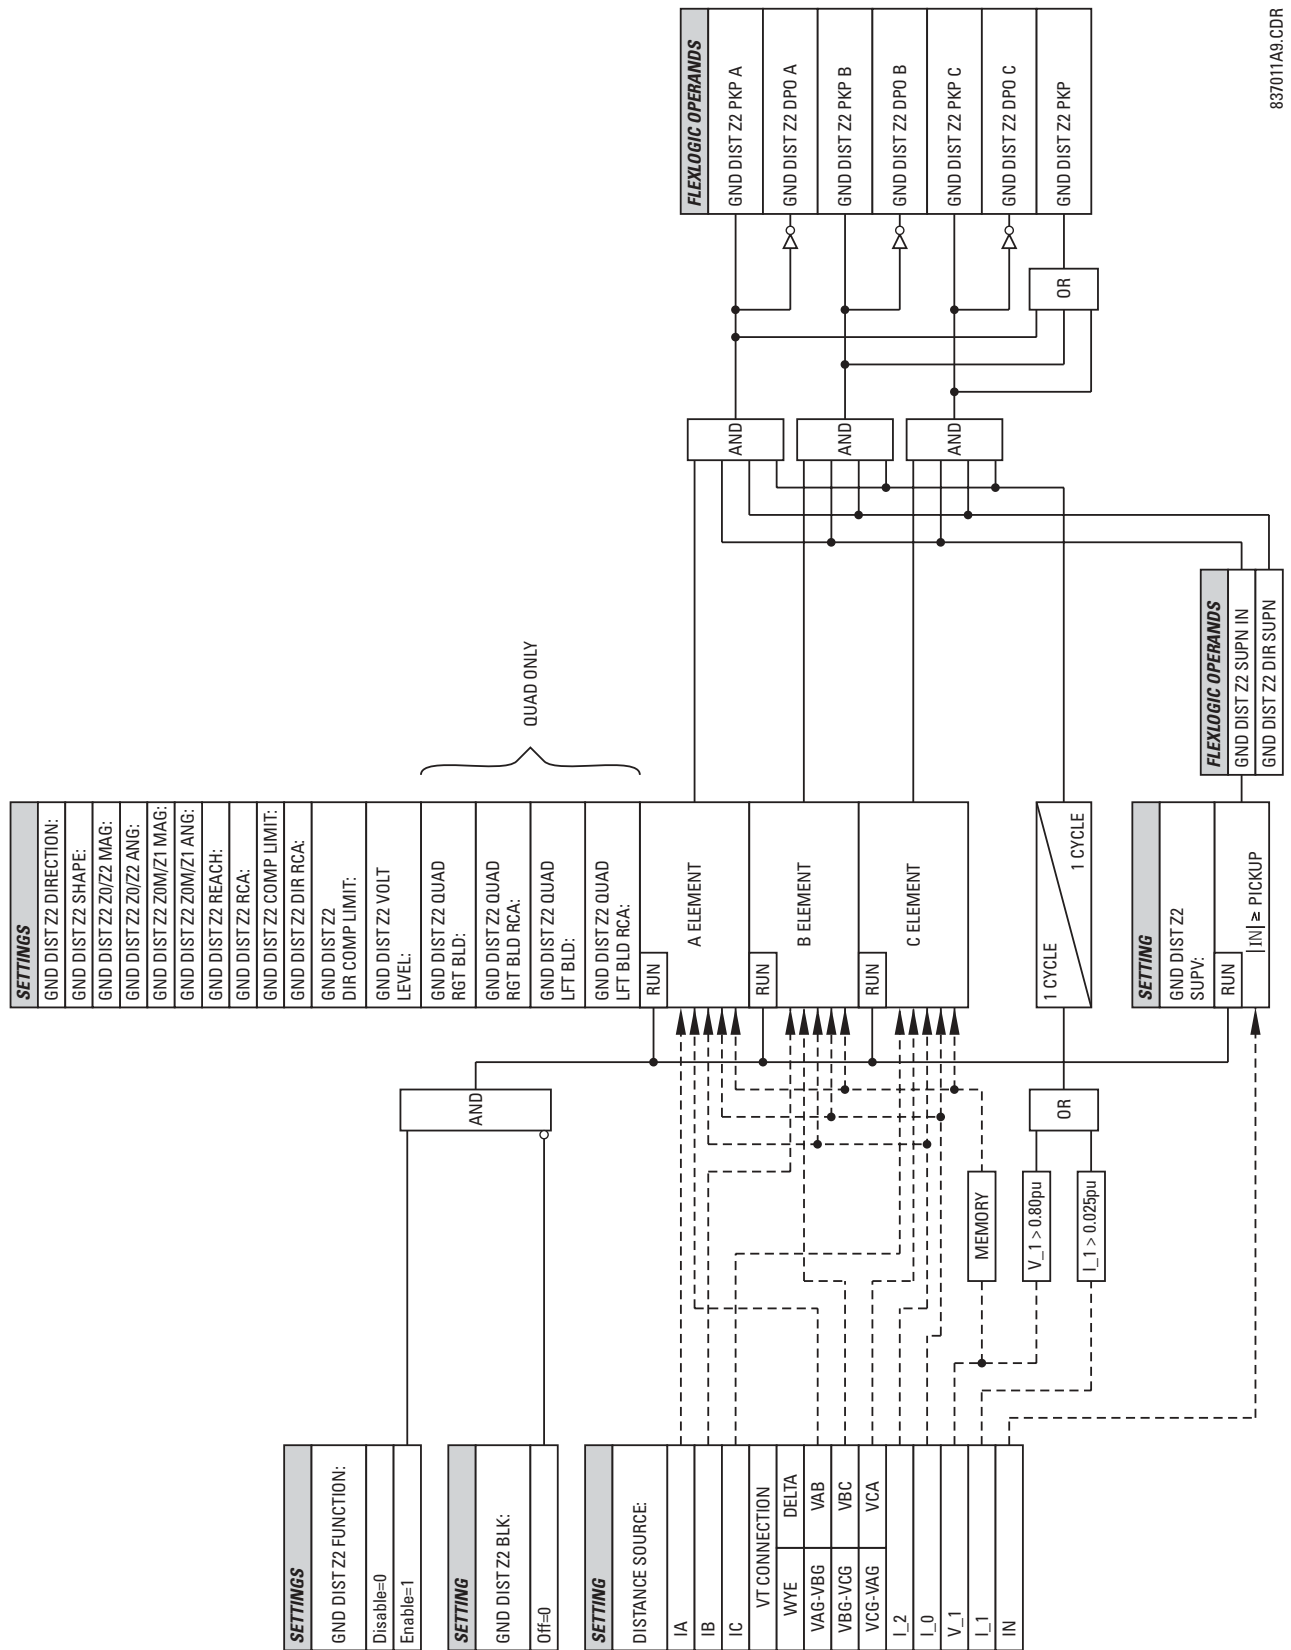 SETTINGS
GND DIST Z2 FUNCTION:
Disable=0
Enable=1
SETTING
GND DIST Z2 BLK:
Off=0
SETTING
DISTANCE SOURCE:
IA
IB
IC
VT CONNECTION
WYE DELTA
VAG-VBG VAB
VBG-VCG VBC
VCG-VAG VCA
I_2
I_0
V_1
I_1
IN
AND
MEMORY
V_1 > 0.80pu
I_1 > 0.025pu
OR
SETTINGS
GND DIST Z2 DIRECTION:
GND DIST Z2 SHAPE:
GND DIST Z2 Z0/Z2 MAG:
GND DIST Z2 Z0/Z2 ANG:
GND DIST Z2 Z0M/Z1 MAG:
GND DIST Z2 Z0M/Z1 ANG:
GND DIST Z2 REACH:
GND DIST Z2 RCA:
GND DIST Z2 COMP LIMIT:
GND DIST Z2 DIR RCA:
GND DIST Z2
DIR COMP LIMIT:
GND DIST Z2 VOLT
LEVEL:
GND DIST Z2 QUAD
RGT BLD:
GND DIST Z2 QUAD
RGT BLD RCA:
GND DIST Z2 QUAD
LFT BLD:
GND DIST Z2 QUAD
LFT BLD RCA:
QUAD ONLY
RUN
A ELEMENT
RUN
B ELEMENT
RUN
C ELEMENT
1 CYCLE
1 CYCLE
SETTING
GND DIST Z2
SUPV:
RUN
|IN| ≥ PICKUP
FLEXLOGIC OPERANDS
GND DIST Z2 SUPN IN
GND DIST Z2 DIR SUPN
AND
AND
AND
OR
FLEXLOGIC OPERANDS
GND DIST Z2 PKP A
GND DIST Z2 DPO A
GND DIST Z2 PKP B
GND DIST Z2 DPO B
GND DIST Z2 PKP C
GND DIST Z2 DPO C
GND DIST Z2 PKP
837011A9.CDR